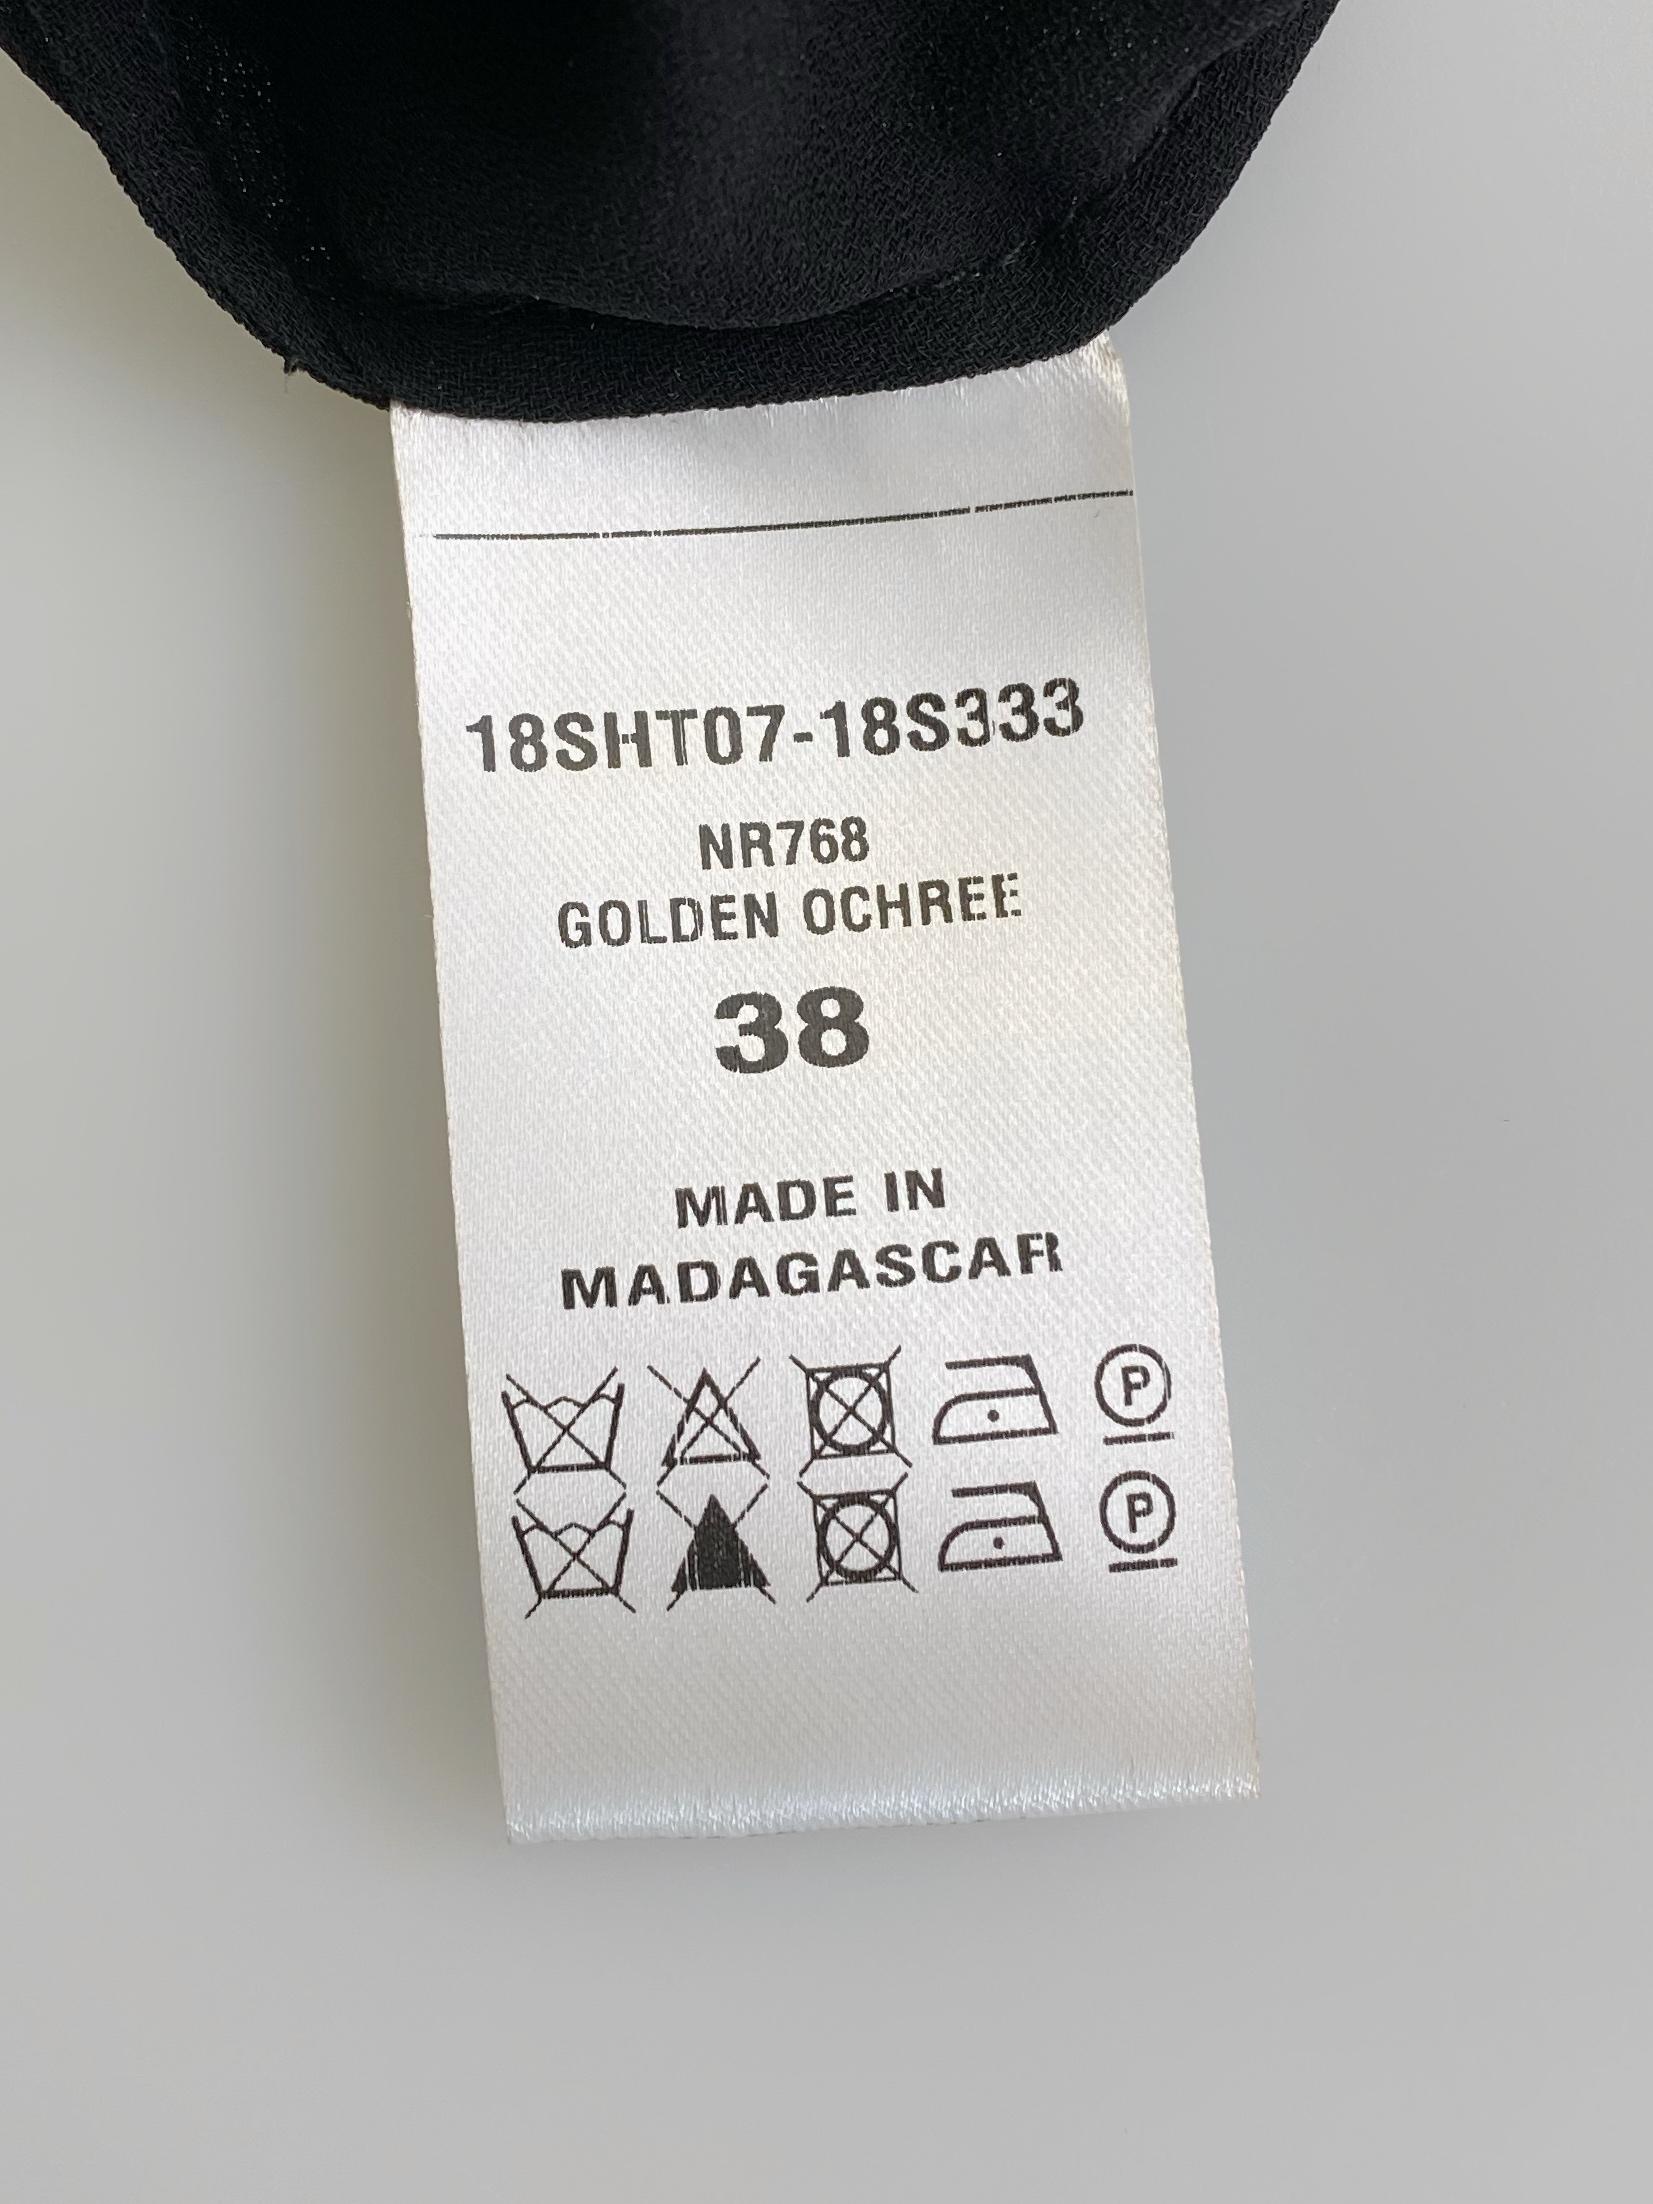 18SHT07-18S333
NR768
GOLDEN OCHREE
38
MADE IN
MADAGASCAR
P
P